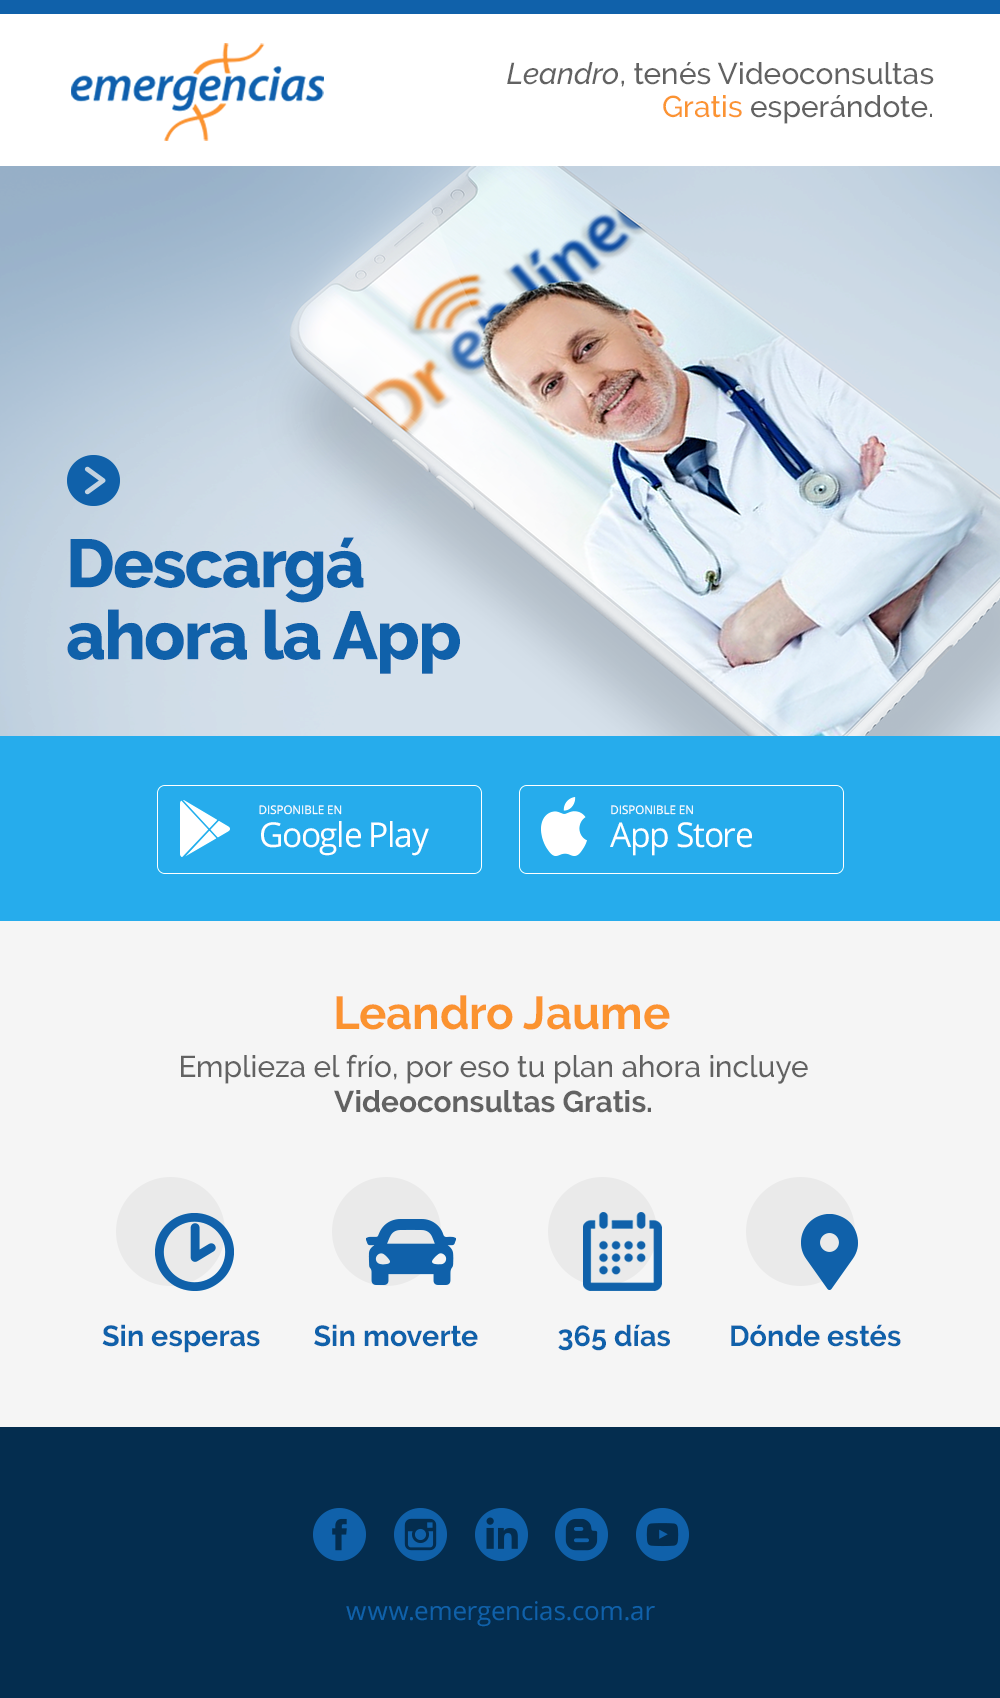 emergencias
Leandro, tenés Videoconsultas
Gratis esperándote.
Dr en línea
Descargá
ahora la App
DISPONIBLE EN
Google Play
DISPONIBLE EN
App Store
Leandro Jaume
Emplieza el frío, por eso tu plan ahora incluye
Videoconsultas Gratis.
Sin esperas
Sin moverte
365 días
Dónde estés
www.emergencias.com.ar